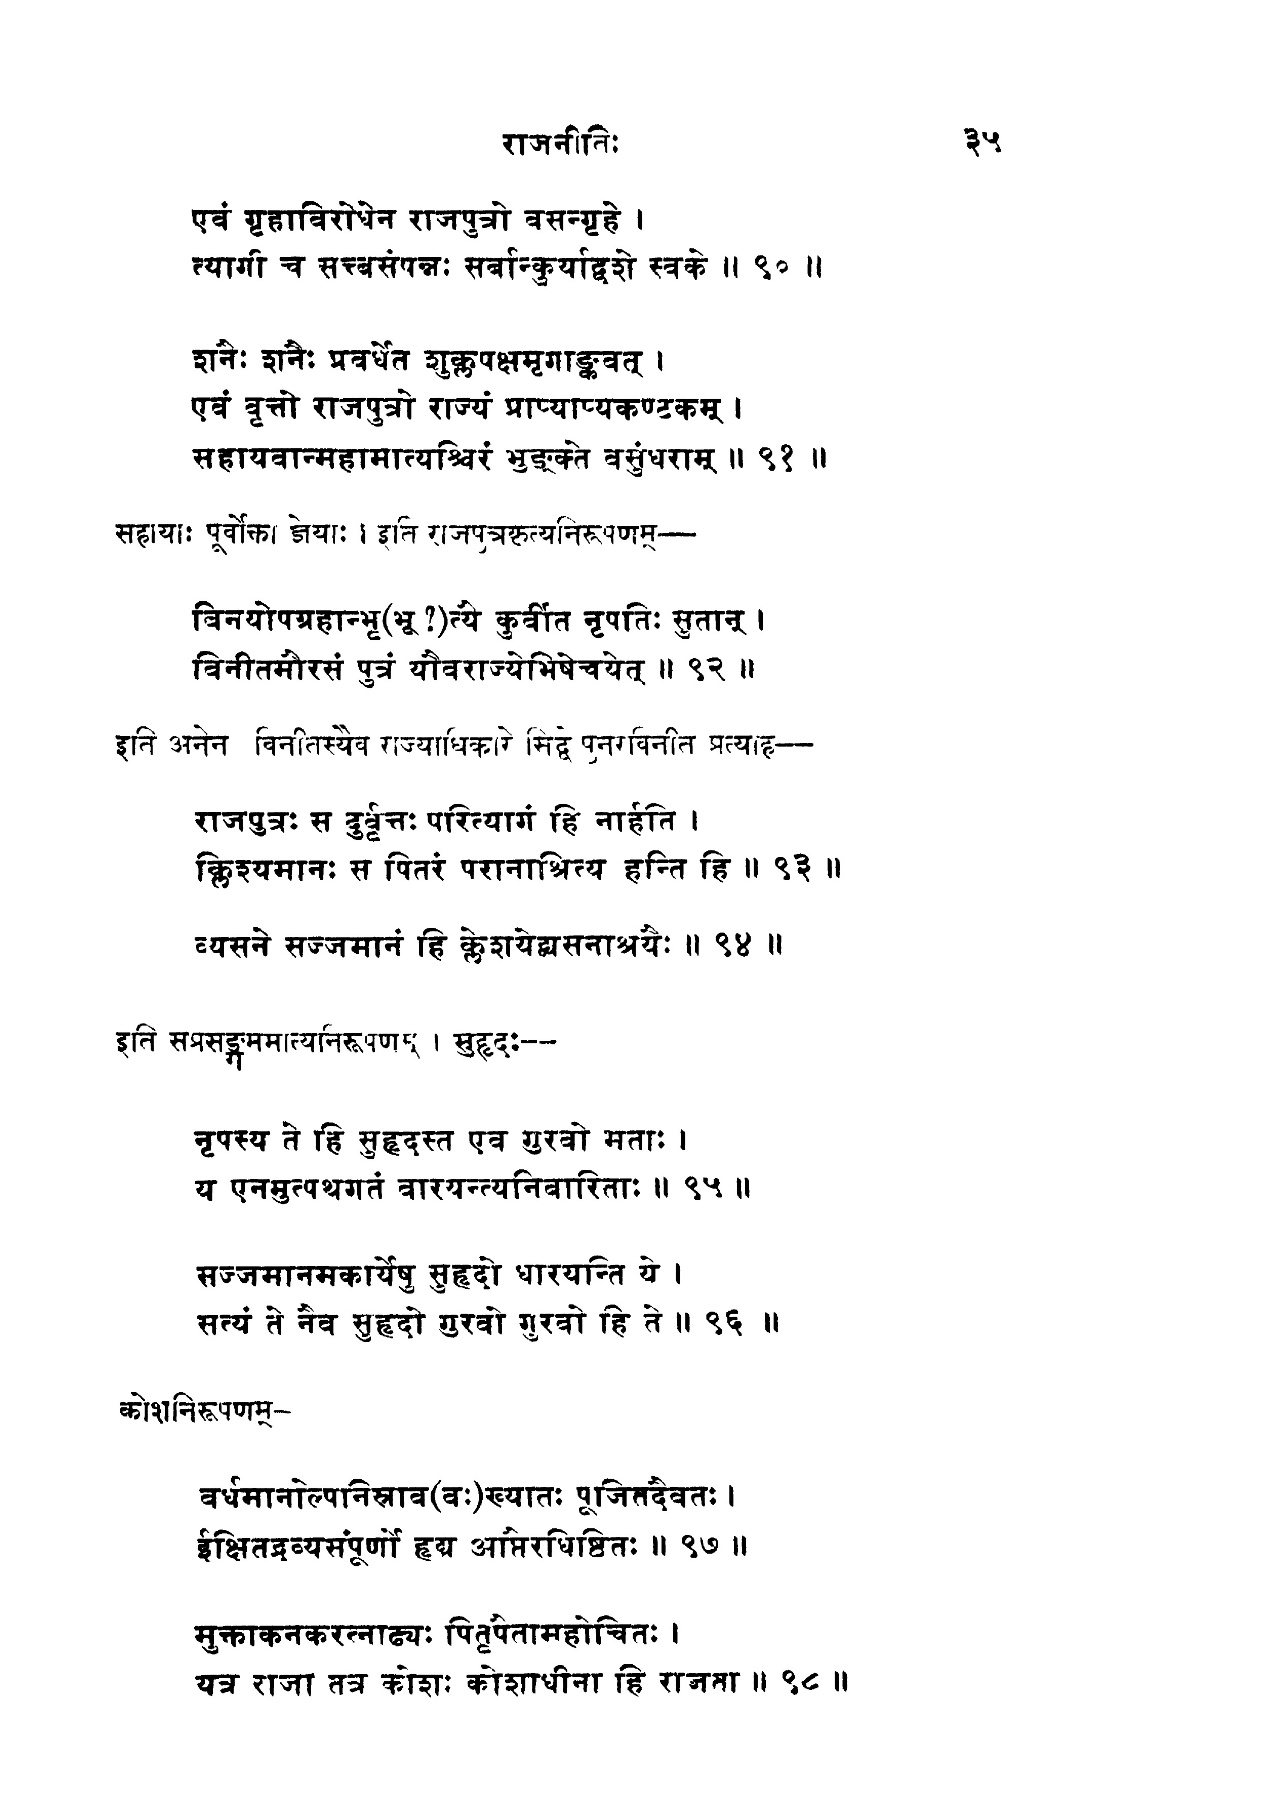 राजनीतिः ३५
एवं गृहाविरोधेन राजपुत्रो वसन्गृहे ।
त्यागी च सत्त्वसंपन्नः सर्वान्कुर्याद्वशे स्वके ॥ ९० ॥
शनैः शनैः प्रवर्धेत शुक्लपक्षमृगाङ्कवत् ।
एवं वृत्तो राजपुत्रो राज्यं प्राप्याप्यकण्टकम् ।
सहायवान्महामात्यश्चिरं भुङ्क्ते वसुंधराम् ॥ ९१ ॥
सहायाः पूर्वोक्ता ज्ञेयाः । इति राजपुत्रकृत्यनिरूपणम्—
विनयोपग्रहान्भृ(भू ?)त्यै कुर्वीत नृपतिः सुतान् ।
विनीतमौरसं पुत्रं यौवराज्येभिषेचयेत् ॥ ९२ ॥
इति अनेन विनीतस्यैव राज्याधिकारे सिद्धे पुनरविनीत प्रत्याह—
राजपुत्रः स दुर्वृत्तः परित्यागं हि नार्हति ।
क्लिश्यमानः स पितरं परानाश्रित्य हन्ति हि ॥ ९३ ॥
व्यसने सज्जमानं हि क्लेशयेद्व्यसनाश्रयैः ॥ ९४ ॥
इति सप्रसङ्गममात्यनिरूपणम् । सुहृदः--
नृपस्य ते हि सुहृदस्त एव गुरवो मताः ।
य एनमुत्पथगतं वारयन्त्यनिवारिताः ॥ ९५ ॥
सज्जमानमकार्येषु सुहृदो धारयन्ति ये ।
सत्यं ते नैव सुहृदो गुरवो गुरवो हि ते ॥ ९६ ॥
कोशनिरूपणम्-
वर्धमानोल्पनिस्राव(वः)ख्यातः पूजितदैवतः ।
ईक्षितद्रव्यसंपूर्णो हृद्य आप्तैरधिष्ठितः ॥ ९७ ॥
मुक्ताकनकरत्नाढ्यः पितृपैतामहोचितः ।
यत्र राजा तत्र कोशः कोशाधीना हि राजता ॥ ९८ ॥